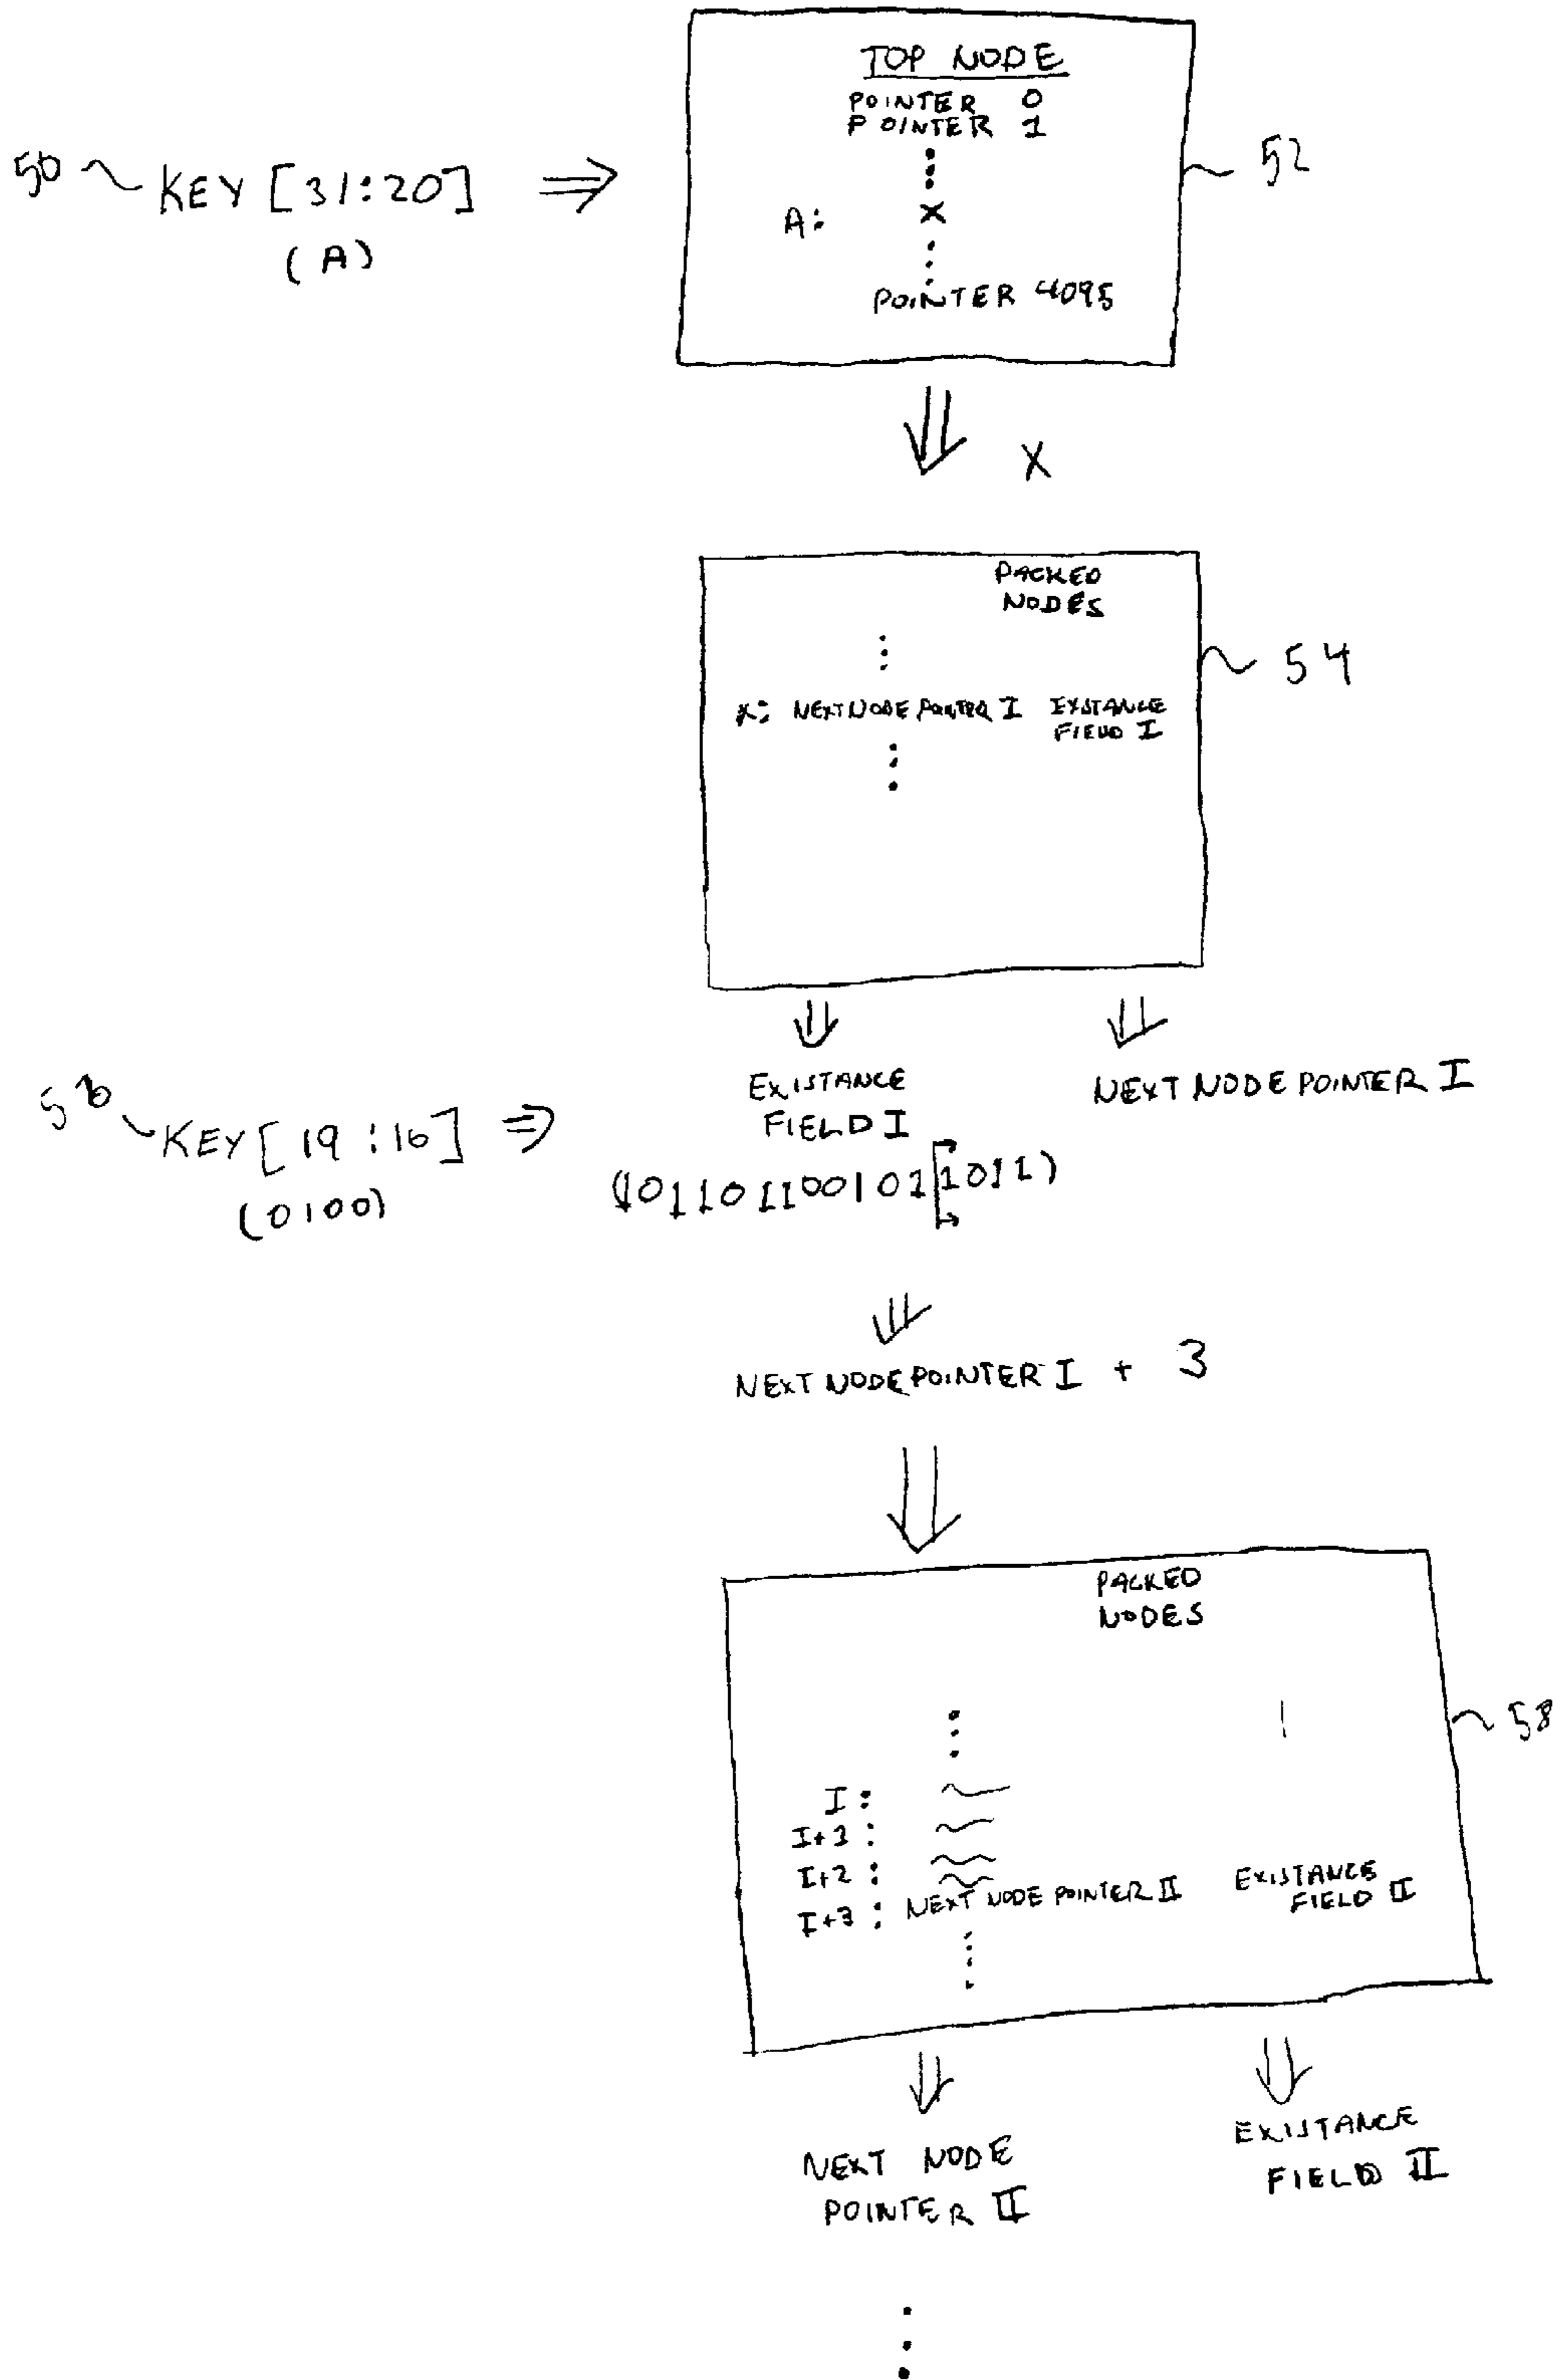 TOP NODE
POINTER 0
POINTER 1
50 KEY [31:20]
(A)
52
A: X
POINTER 4095
X
PACKED
NODES
54
X: NEXT NODE POINTER I EXISTANCE
FIELD I
EXISTANCE
FIELD I
NEXT NODE POINTER I
56
KEY [19:16]
(0100)
(1011011001011011)
NEXT NODE POINTER I + 3
PACKED
NODES
58
I:
I+1:
I+2:
I+3: NEXT NODE POINTER II EXISTANCE
FIELD II
NEXT NODE
POINTER II
EXISTANCE
FIELD II